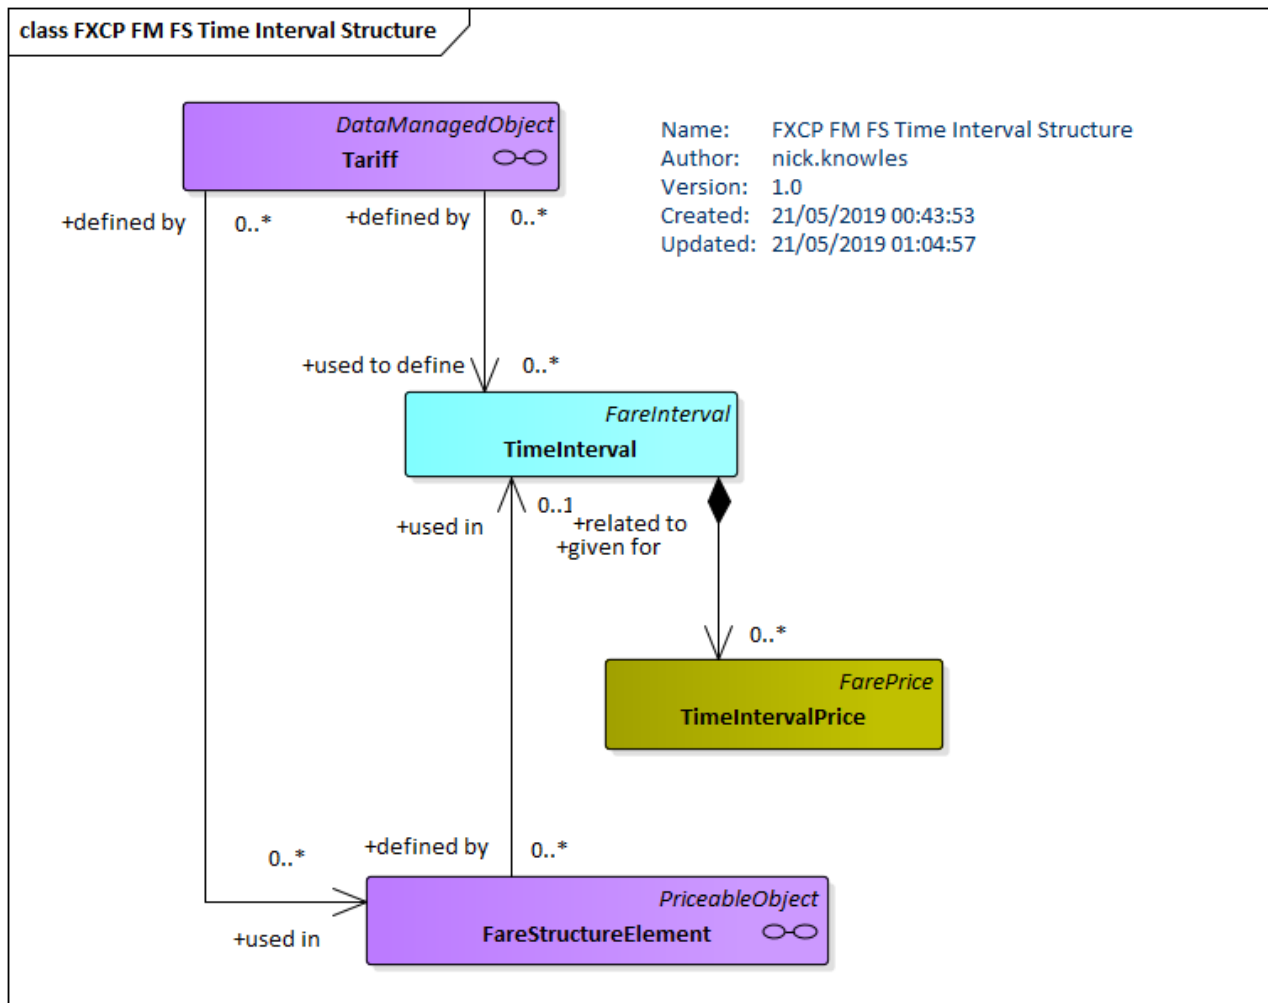 class FXCP FM FS Time Interval Structure
DataManagedObject
Tariff
Name: FXCP FM FS Time Interval Structure
Author: nick.knowles
Version: 1.0
Created: 21/05/2019 00:43:53
Updated: 21/05/2019 01:04:57
+defined by
0..*
+defined by
0..*
+used to define
0..*
FareInterval
TimeInterval
+used in
0..1
+related to
+given for
0..*
FarePrice
TimeIntervalPrice
0..*
+defined by
0..*
+used in
PriceableObject
FareStructureElement